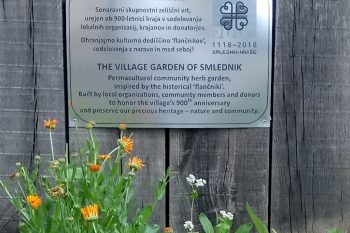 Sonaravni skupnostni zeliščni vrt,
urejen ob 900-letnici kraja v sodelovanju
lokalnih organizacij, krajanov in donatorjev.
Ohranjajmo kulturno dediščino 'flančnikov',
sodelovanja z naravo in med seboj!
1118-2018
SMLEDNIK-HRAŠE
THE VILLAGE GARDEN OF SMLEDNIK
Permacultural community herb garden,
inspired by the historical 'flančniki'.
Built by local organizations, community members and donors
to honor the village's 900th anniversary
and preserve our precious heritage – nature and community.